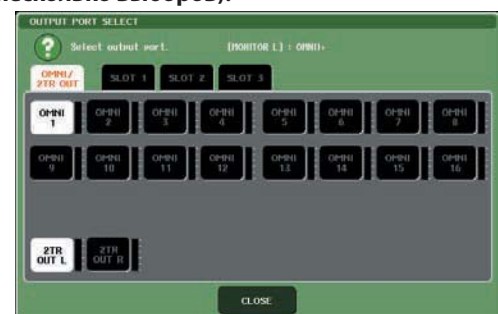 несколько выборов).
OUTPUT PORT SELECT
Select output port. [MONITOR L] : OMNI1+
OMNI/ 2TR OUT SLOT 1 SLOT 2 SLOT 3
OMNI 1 OMNI 2 OMNI 3 OMNI 4 OMNI 5 OMNI 6 OMNI 7 OMNI 8
OMNI 9 OMNI 10 OMNI 11 OMNI 12 OMNI 13 OMNI 14 OMNI 15 OMNI 16
2TR OUT L 2TR OUT R
CLOSE